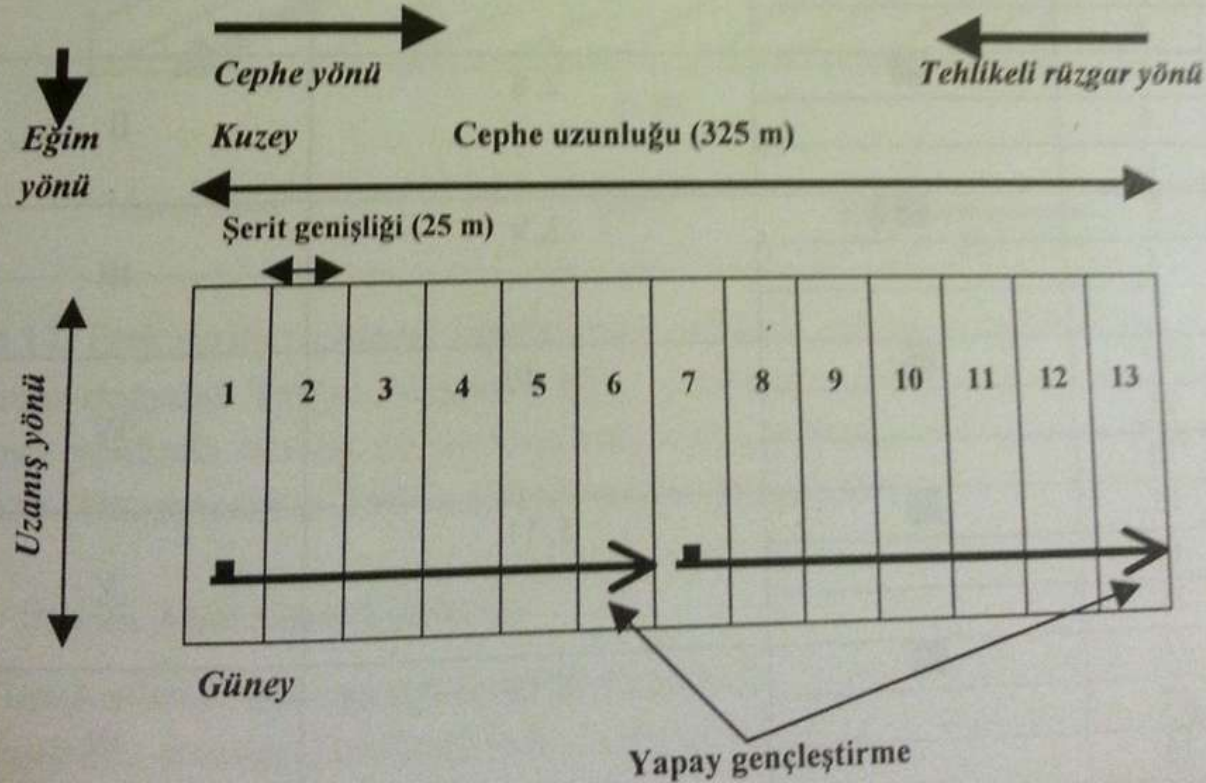 Cephe yönü
Tehlikeli rüzgar yönü
Eğim
yönü
Kuzey
Cephe uzunluğu (325 m)
Şerit genişliği (25 m)
Uzanış yönü
1 2 3 4 5 6 7 8 9 10 11 12 13
Güney
Yapay gençleştirme